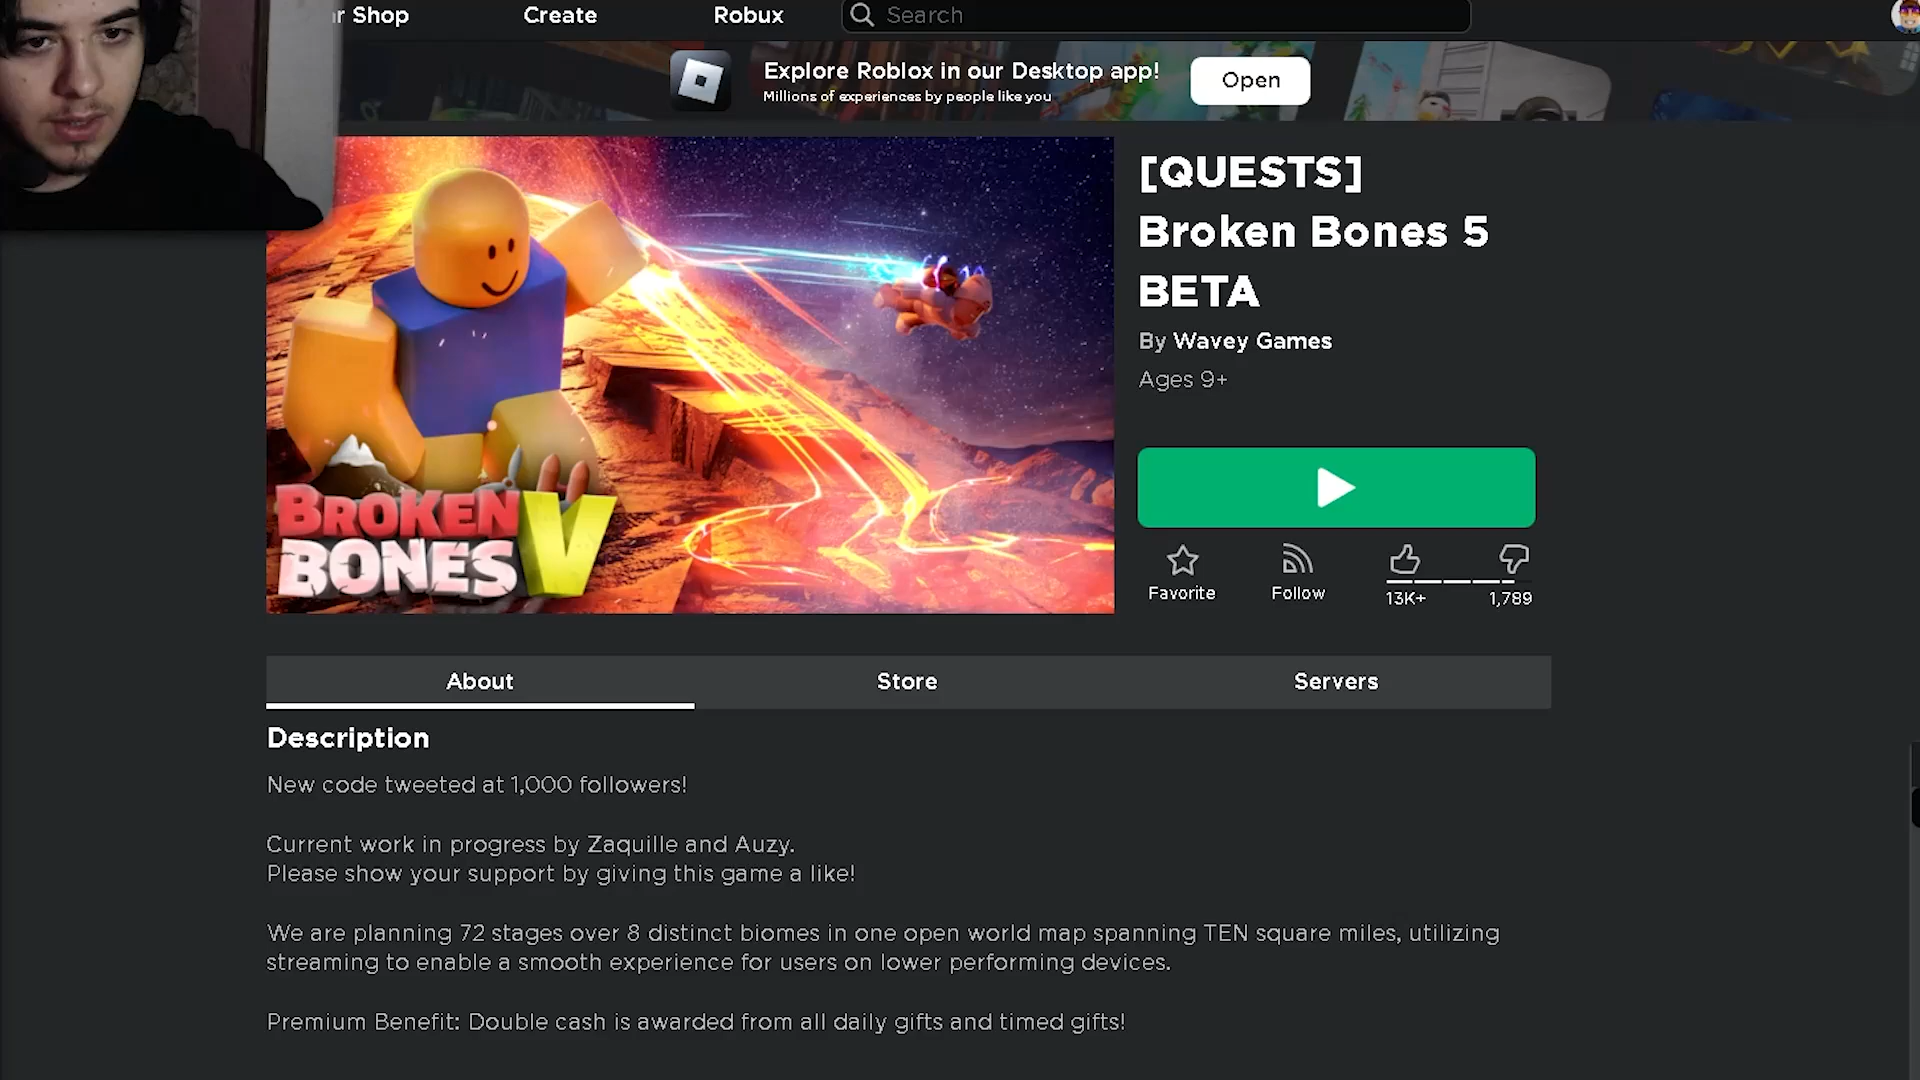 Shop
Create
Robux
Search
Explore Roblox in our Desktop app!
Millions of experiences by people like you
Open
[QUESTS]
Broken Bones 5
BETA
By Wavey Games
Ages 9+
BROKEN
BONES V
Favorite
Follow
13K+
1,789
About
Store
Servers
Description
New code tweeted at 1,000 followers!
Current work in progress by Zaquille and Auzy.
Please show your support by giving this game a like!
We are planning 72 stages over 8 distinct biomes in one open world map spanning TEN square miles, utilizing
streaming to enable a smooth experience for users on lower performing devices.
Premium Benefit: Double cash is awarded from all daily gifts and timed gifts!